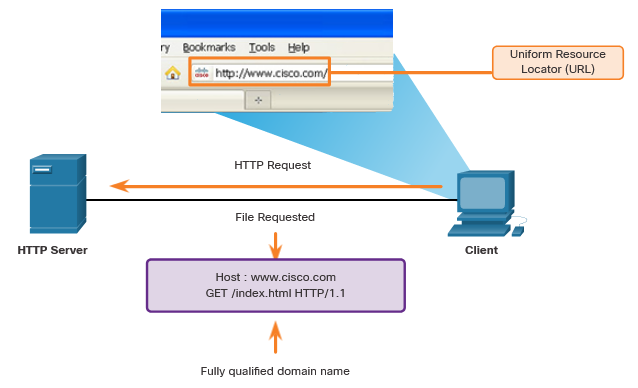 ry Bookmarks Tools Help
cisco http://www.cisco.com/
Uniform Resource
Locator (URL)
HTTP Request
File Requested
HTTP Server
Client
Host : www.cisco.com
GET /index.html HTTP/1.1
Fully qualified domain name